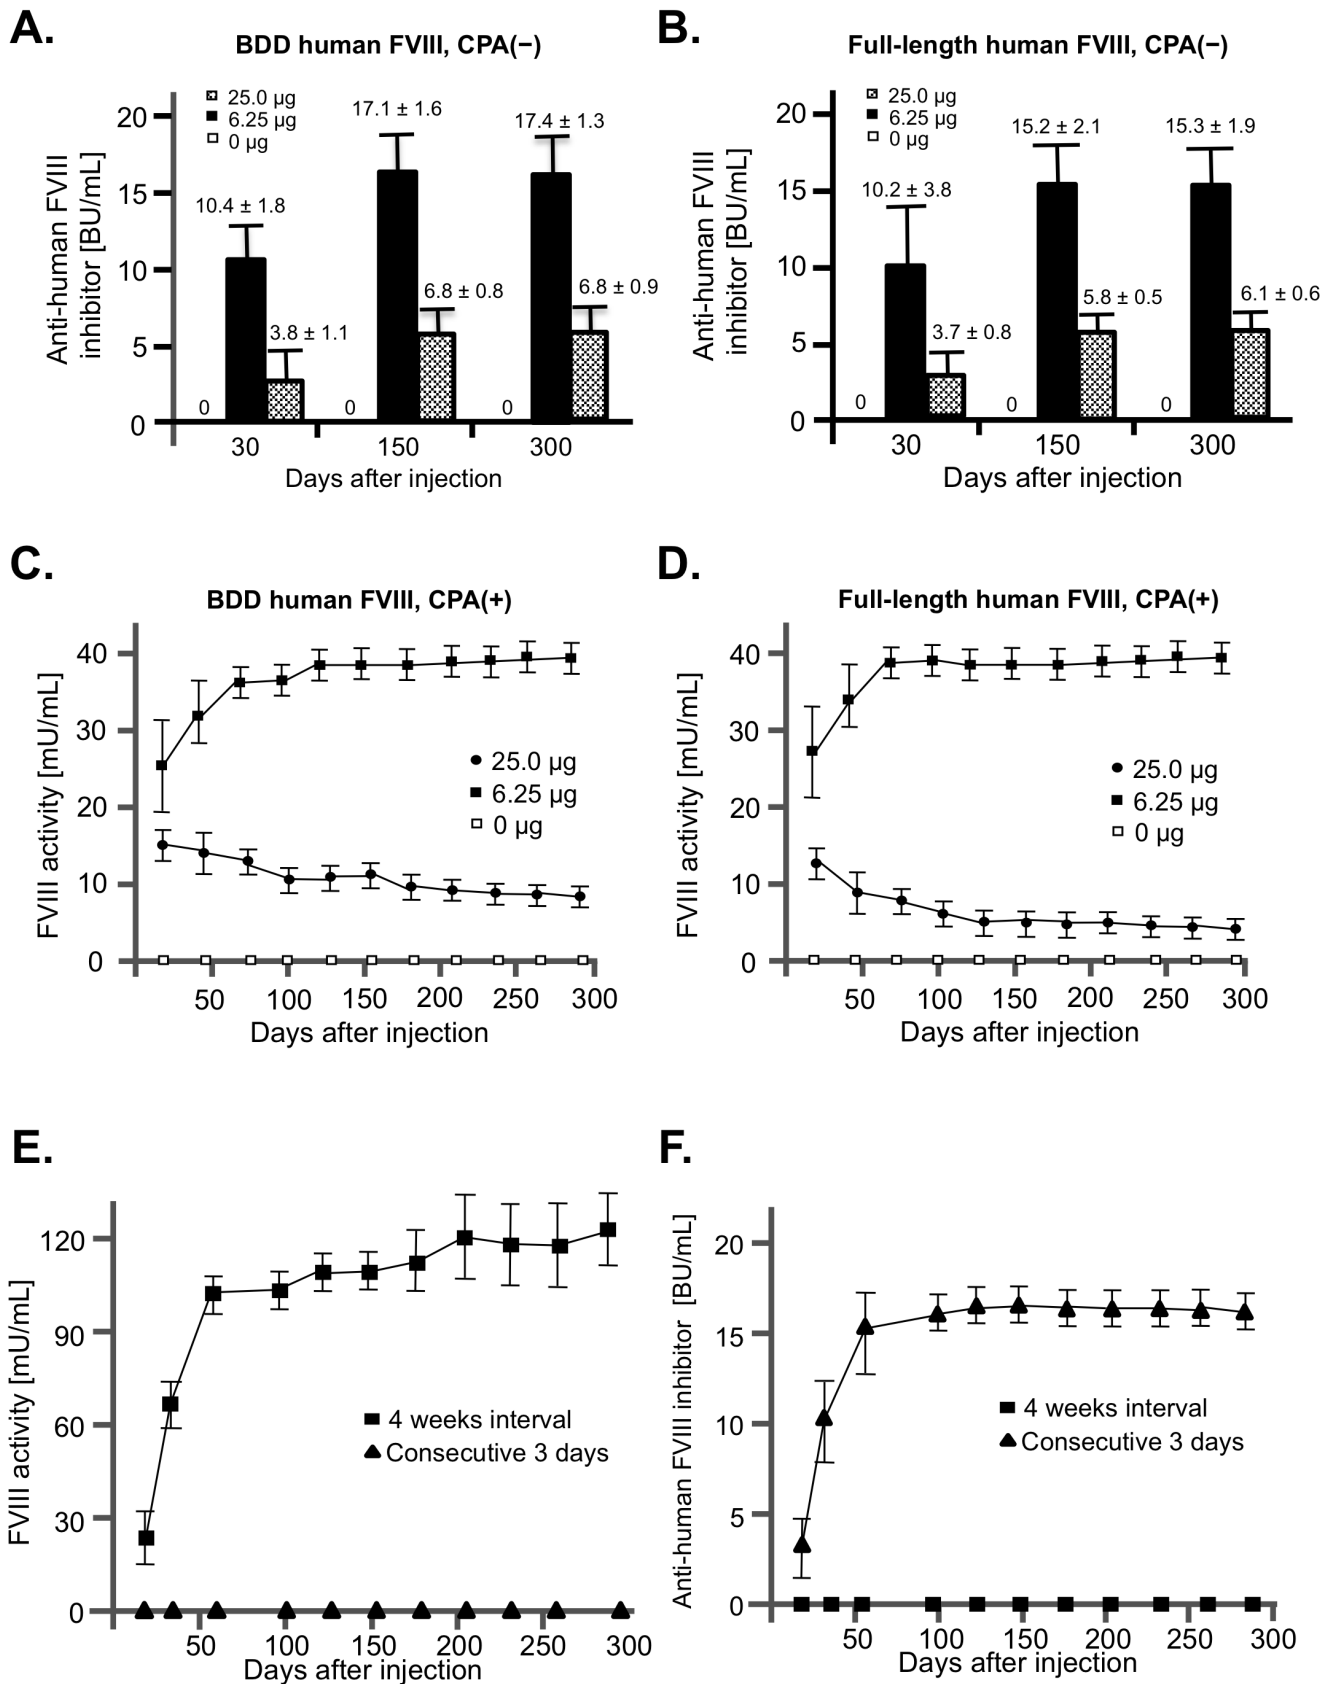 A.
BDD human FVIII, CPA(−)
25.0 µg
6.25 µg
0 µg
Anti-human FVIII
inhibitor [BU/mL]
20
15
10
5
0
10.4 ± 1.8
3.8 ± 1.1
17.1 ± 1.6
6.8 ± 0.8
17.4 ± 1.3
6.8 ± 0.9
0
0
0
30
150
300
Days after injection
B.
Full-length human FVIII, CPA(−)
25.0 µg
6.25 µg
0 µg
Anti-human FVIII
inhibitor [BU/mL]
20
15
10
5
0
10.2 ± 3.8
3.7 ± 0.8
15.2 ± 2.1
5.8 ± 0.5
15.3 ± 1.9
6.1 ± 0.6
0
0
0
30
150
300
Days after injection
C.
BDD human FVIII, CPA(+)
FVIII activity [mU/mL]
40
30
20
10
0
25.0 µg
6.25 µg
0 µg
50 100 150 200 250 300
Days after injection
D.
Full-length human FVIII, CPA(+)
FVIII activity [mU/mL]
40
30
20
10
0
25.0 µg
6.25 µg
0 µg
50 100 150 200 250 300
Days after injection
E.
FVIII activity [mU/mL]
120
90
60
30
0
4 weeks interval
Consecutive 3 days
50 100 150 200 250 300
Days after injection
F.
Anti-human FVIII inhibitor [BU/mL]
20
15
10
5
0
4 weeks interval
Consecutive 3 days
50 100 150 200 250 300
Days after injection